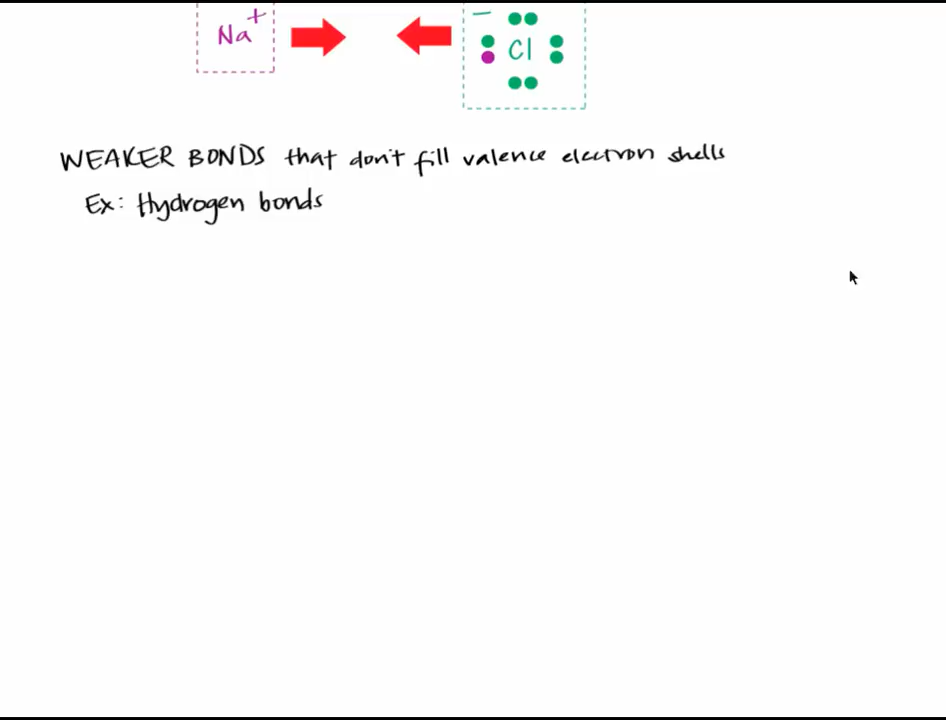 Na+
– Cl
WEAKER BONDS that don't fill valence electron shells
Ex: Hydrogen bonds